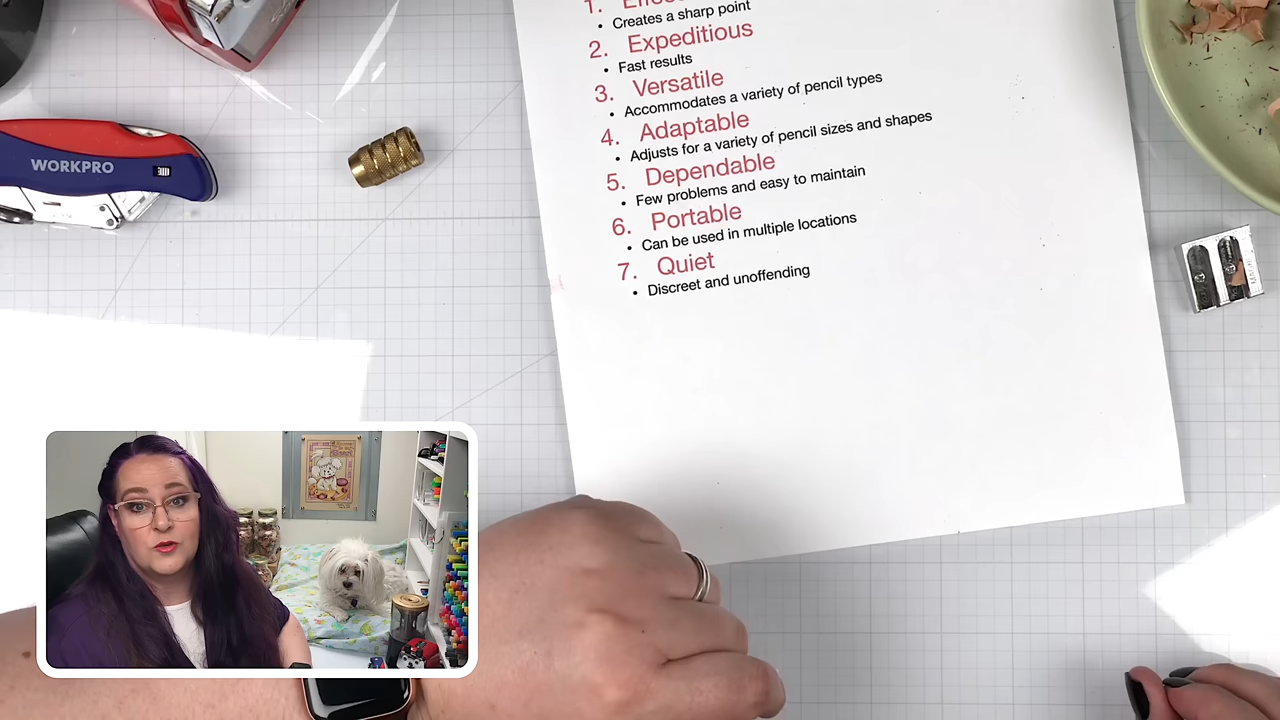 1.
• Creates a sharp point
2. Expeditious
• Fast results
3. Versatile
• Accommodates a variety of pencil types
4. Adaptable
• Adjusts for a variety of pencil sizes and shapes
5. Dependable
• Few problems and easy to maintain
6. Portable
• Can be used in multiple locations
7. Quiet
• Discreet and unoffending
WORKPRO